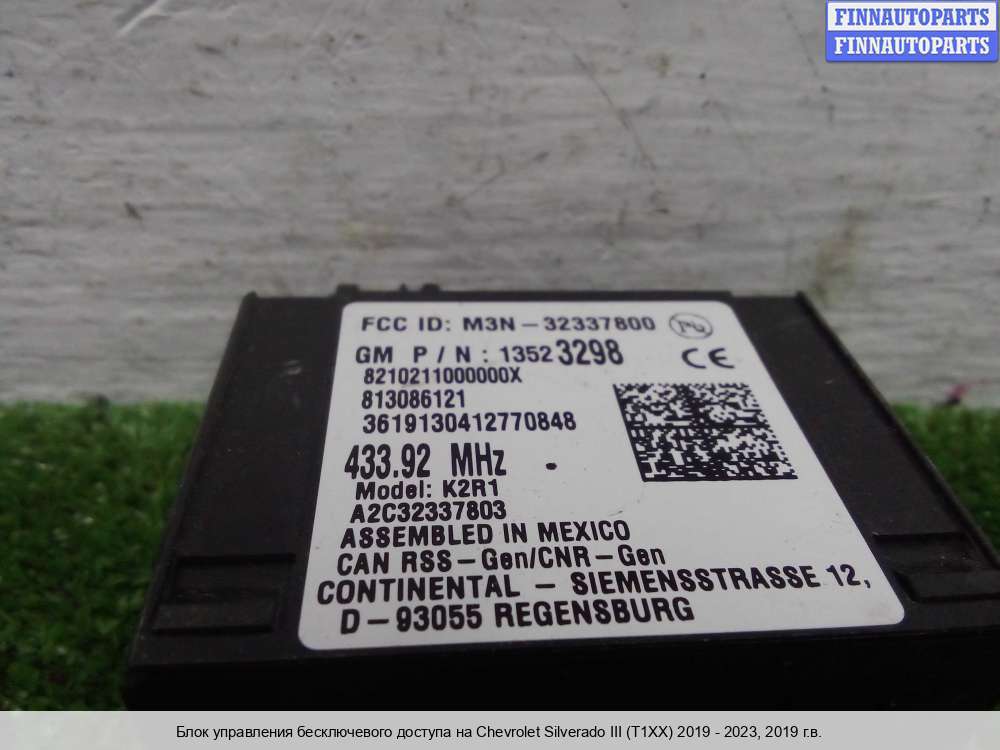 FINNAUTOPARTS
FINNAUTOPARTS
FCC ID: M3N-32337800
GM P/N: 13523298
8210211000000X
813086121
3619130412770848
433.92 MHz
Model: K2R1
A2C32337803
ASSEMBLED IN MEXICO
CAN RSS-Gen/CNR-Gen
CONTINENTAL - SIEMENSSTRASSE 12,
D-93055 REGENSBURG
Блок управления бесключевого доступа на Chevrolet Silverado III (T1XX) 2019 - 2023, 2019 г.в.